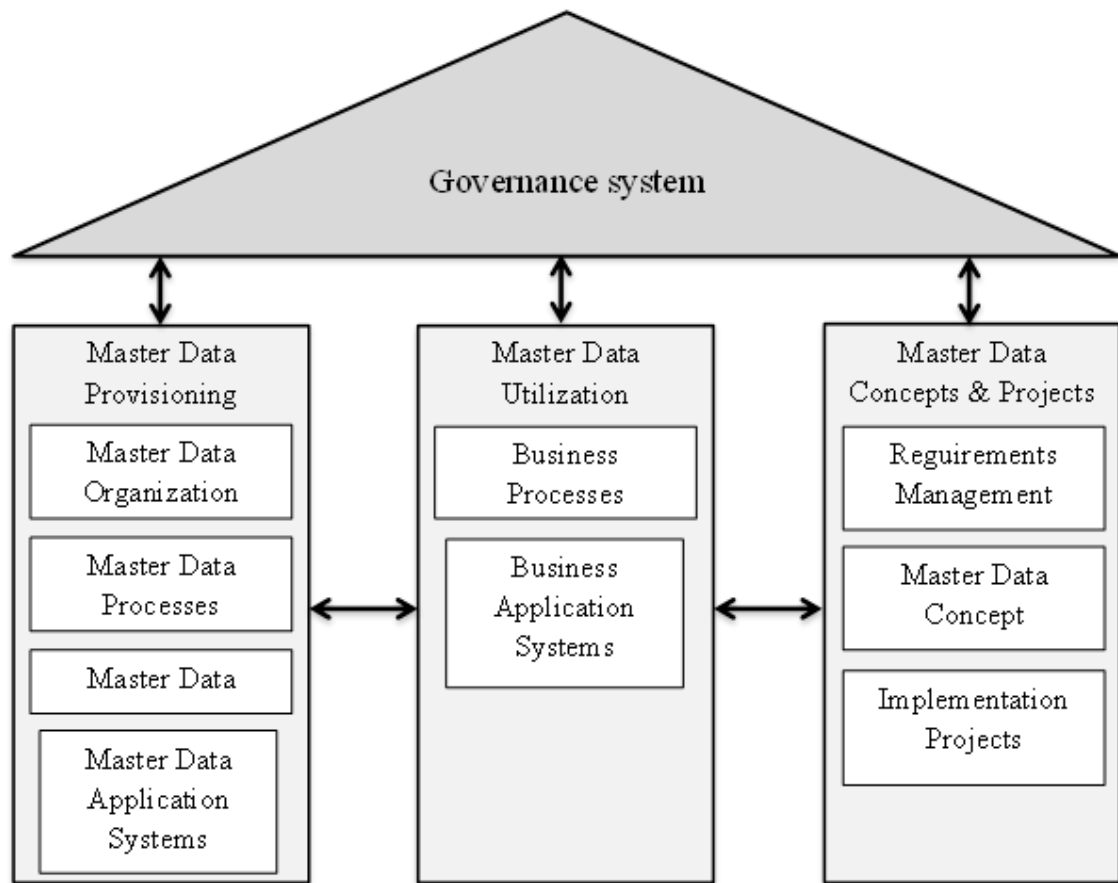 Governance system
Master Data
Provisioning
Master Data
Organization
Master Data
Processes
Master Data
Master Data
Application
Systems
Master Data
Utilization
Business
Processes
Business
Application
Systems
Master Data
Concepts & Projects
Reguirements
Management
Master Data
Concept
Implementation
Projects